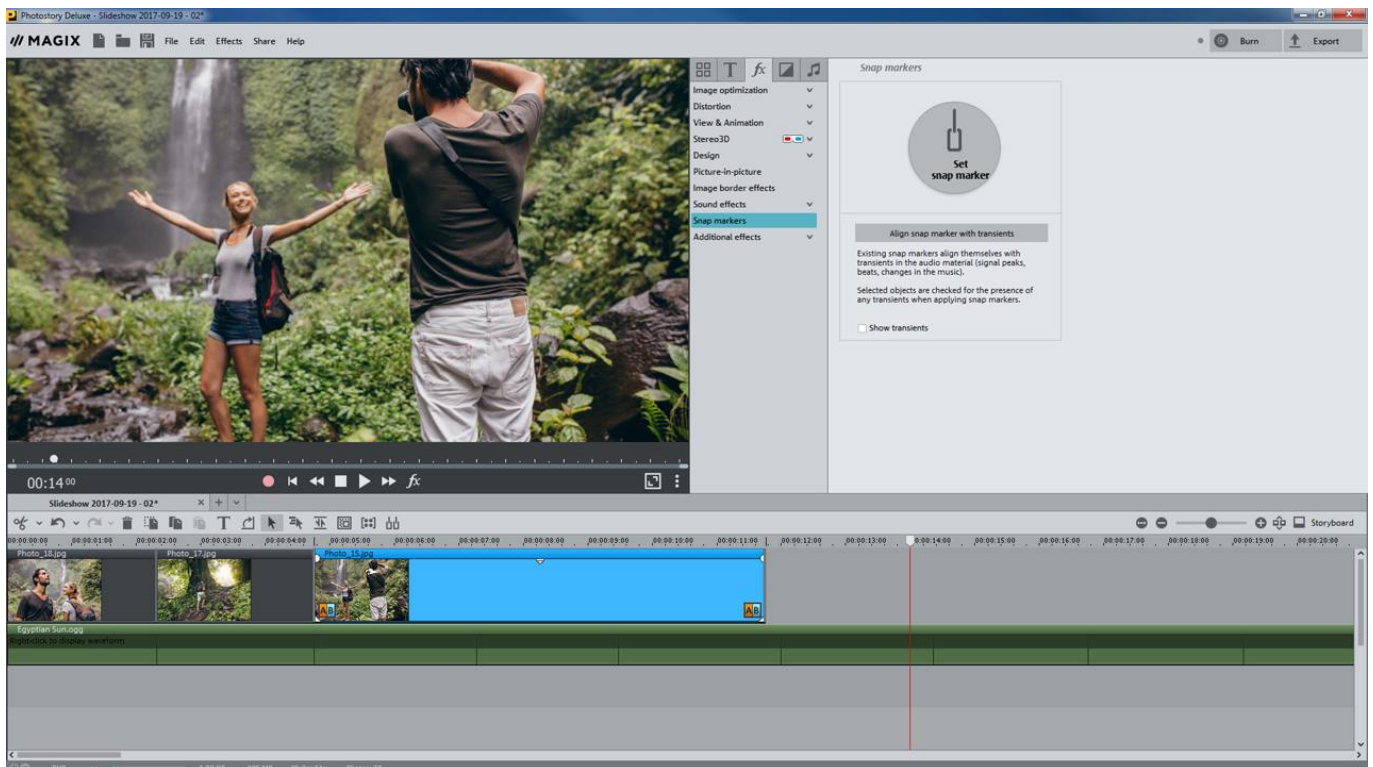 Photostory Deluxe - Slideshow 2017-09-19 - 02*
MAGIX File Edit Effects Share Help Burn Export
T fx
Image optimization
Distortion
View & Animation
Stereo3D
Design
Picture-in-picture
Image border effects
Sound effects
Snap markers
Additional effects
Snap markers
Set
snap marker
Align snap marker with transients
Existing snap markers align themselves with
transients in the audio material (signal peaks,
beats, changes in the music).
Selected objects are checked for the presence of
any transients when applying snap markers.
Show transients
00:14 00 fx
Slideshow 2017-09-19 - 02*
T Storyboard
00:00:00:00 00:00:01:00 00:00:02:00 00:00:03:00 00:00:04:00 00:00:05:00 00:00:06:00 00:00:07:00 00:00:08:00 00:00:09:00 00:00:10:00 00:00:11:00 00:00:12:00 00:00:13:00 00:00:14:00 00:00:15:00 00:00:16:00 00:00:17:00 00:00:18:00 00:00:19:00 00:00:20:00
Photo_18.jpg Photo_17.jpg Photo_15.jpg
AB AB
Egyptian Sun.ogg
Right-click to display waveform